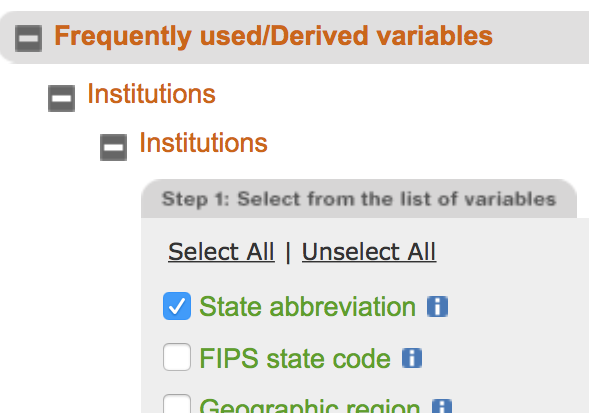 Frequently used/Derived variables
Institutions
Institutions
Step 1: Select from the list of variables
Select All | Unselect All
State abbreviation i
FIPS state code i
Geographic region i